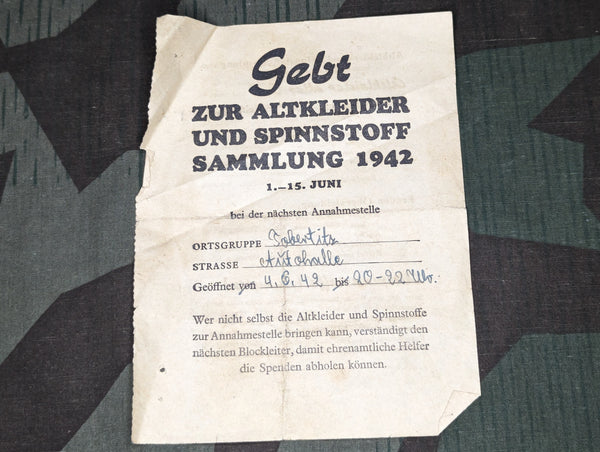 Gebt
ZUR ALTKLEIDER
UND SPINNSTOFF
SAMMLUNG 1942
1.–15. JUNI
bei der nächsten Annahmestelle
ORTSGRUPPE Tobertitz
STRASSE Autohalle
Geöffnet von 4.6.42 bis 20-22 Uhr.
Wer nicht selbst die Altkleider und Spinnstoffe
zur Annahmestelle bringen kann, verständigt den
nächsten Blockleiter, damit ehrenamtliche Helfer
die Spenden abholen können.